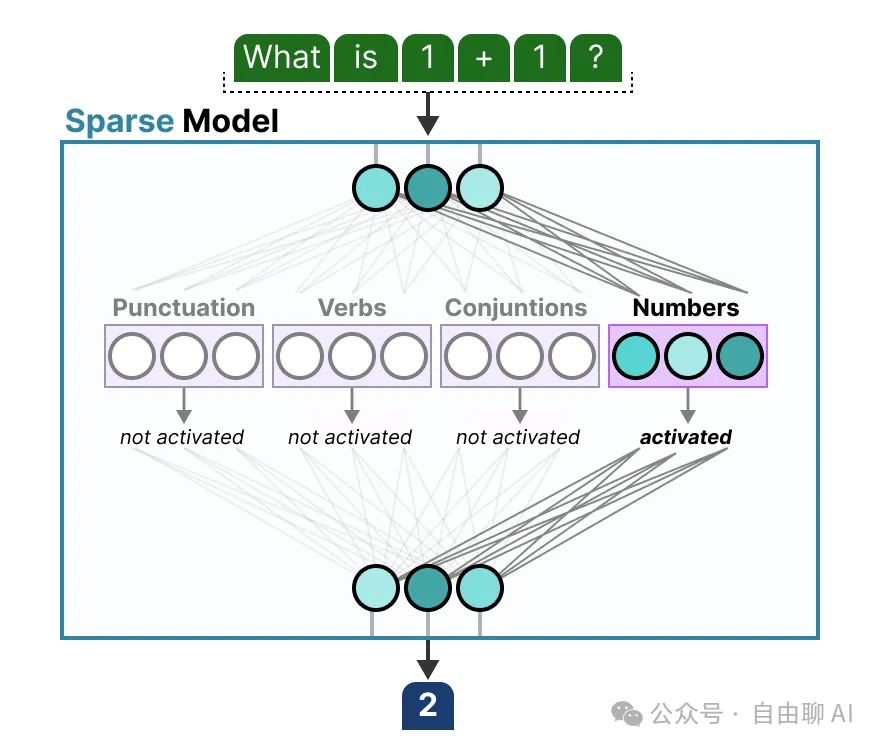 What is 1 + 1 ?
Sparse Model
Punctuation Verbs Conjuntions Numbers
not activated not activated not activated activated
2
公众号 · 自由聊 AI